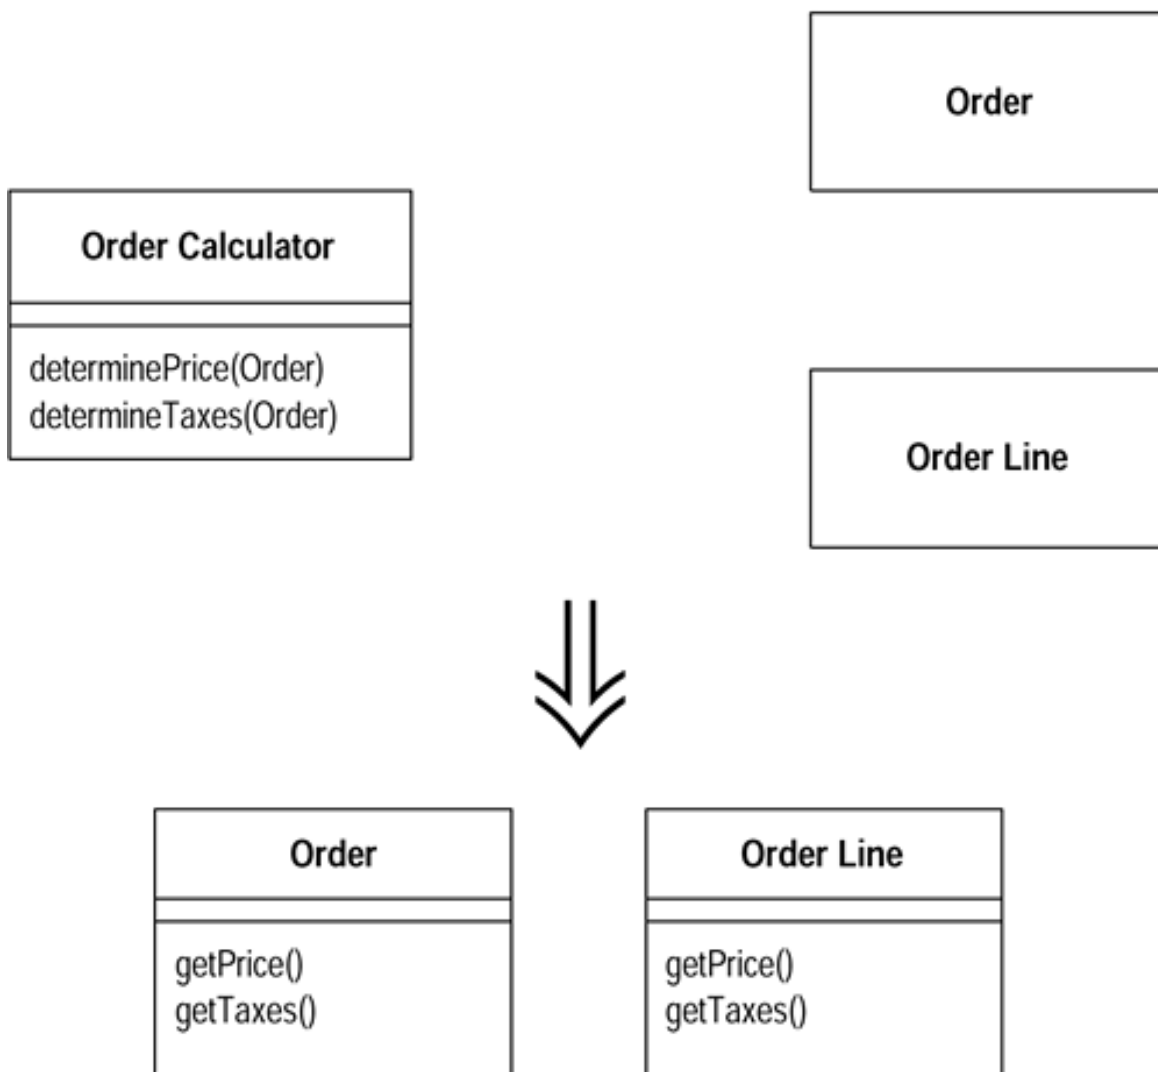 Order
Order Calculator
determinePrice(Order)
determineTaxes(Order)
Order Line
Order
getPrice()
getTaxes()
Order Line
getPrice()
getTaxes()